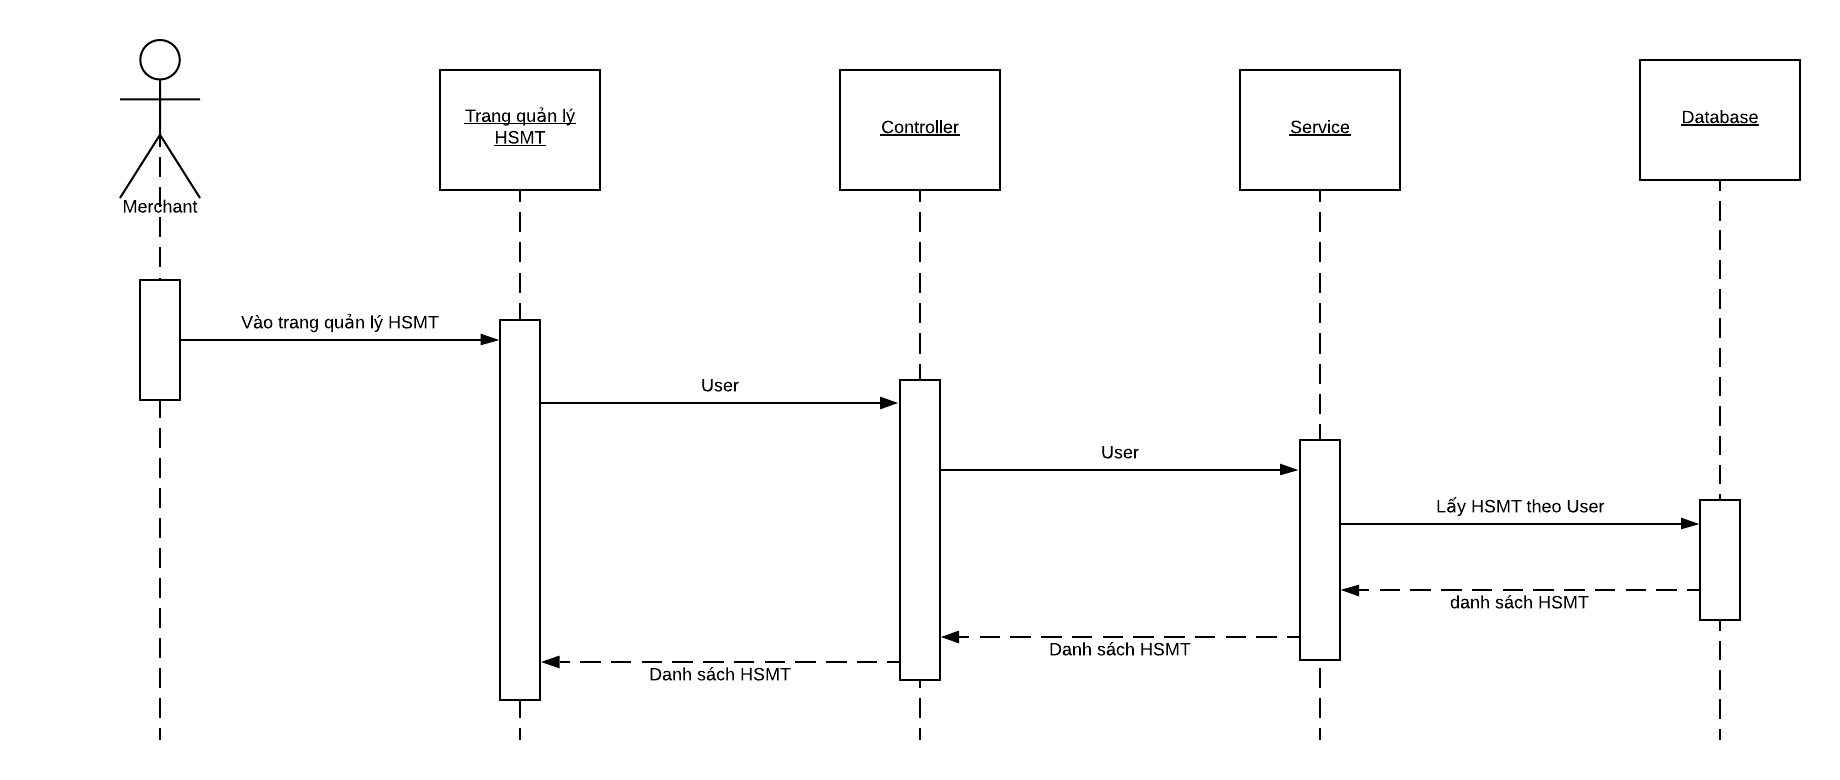 Merchant
Trang quản lý
HSMT
Controller
Service
Database
Vào trang quản lý HSMT
User
User
Lấy HSMT theo User
danh sách HSMT
Danh sách HSMT
Danh sách HSMT